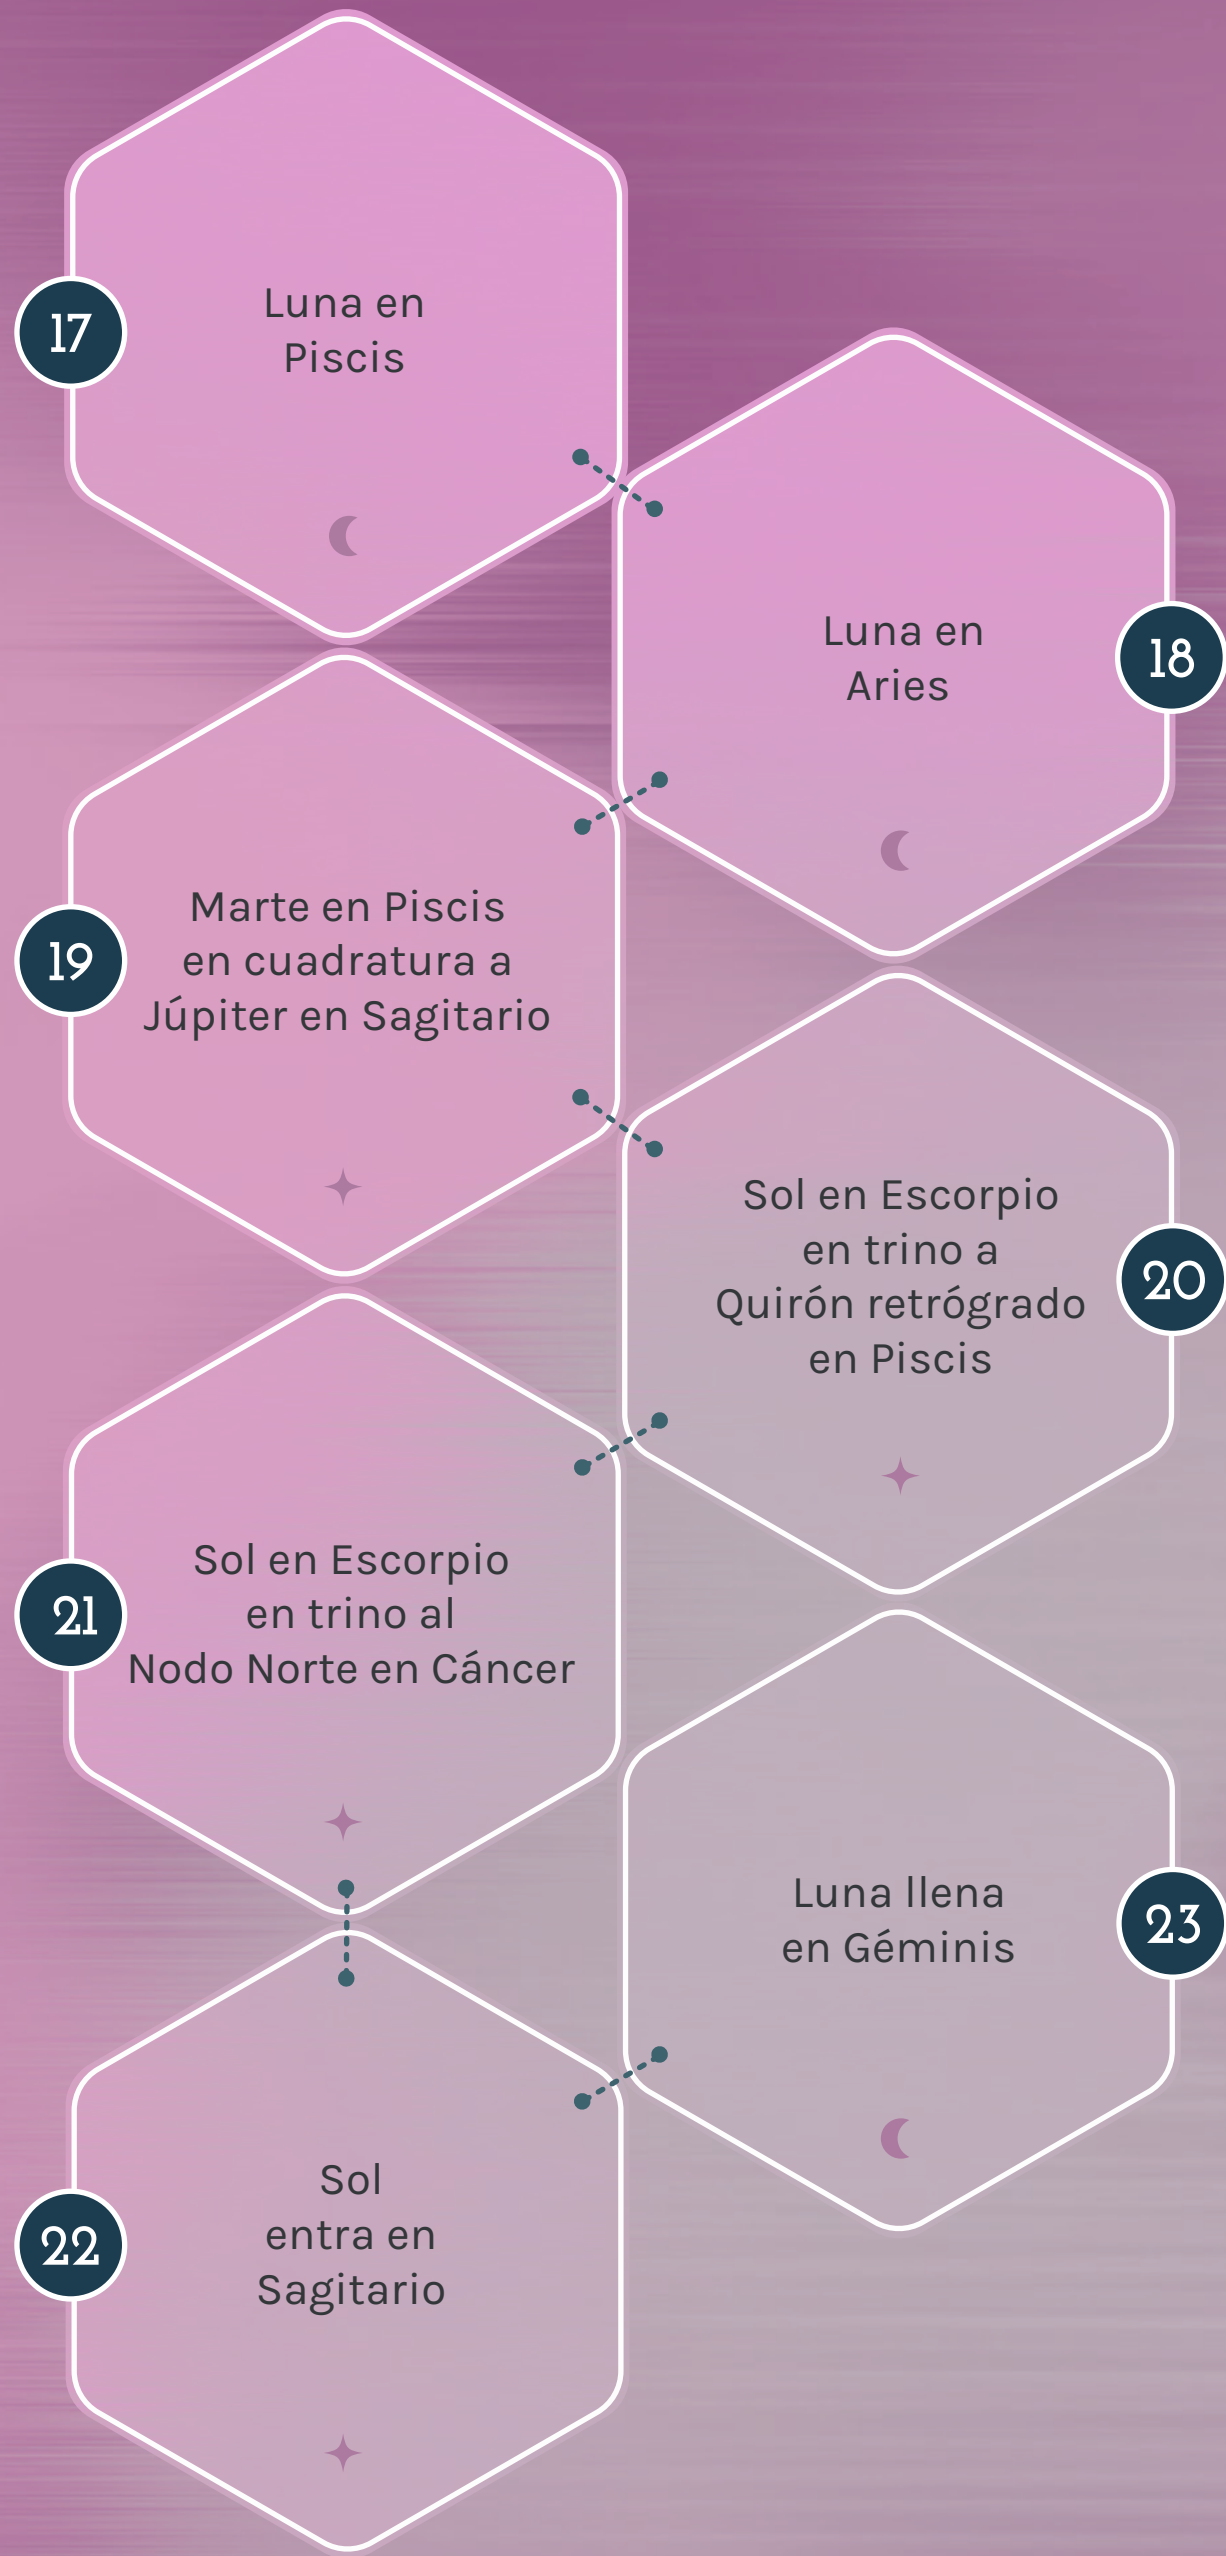 17
Luna en
Piscis
18
Luna en
Aries
19
Marte en Piscis
en cuadratura a
Júpiter en Sagitario
20
Sol en Escorpio
en trino a
Quirón retrógrado
en Piscis
21
Sol en Escorpio
en trino al
Nodo Norte en Cáncer
22
Sol
entra en
Sagitario
23
Luna llena
en Géminis